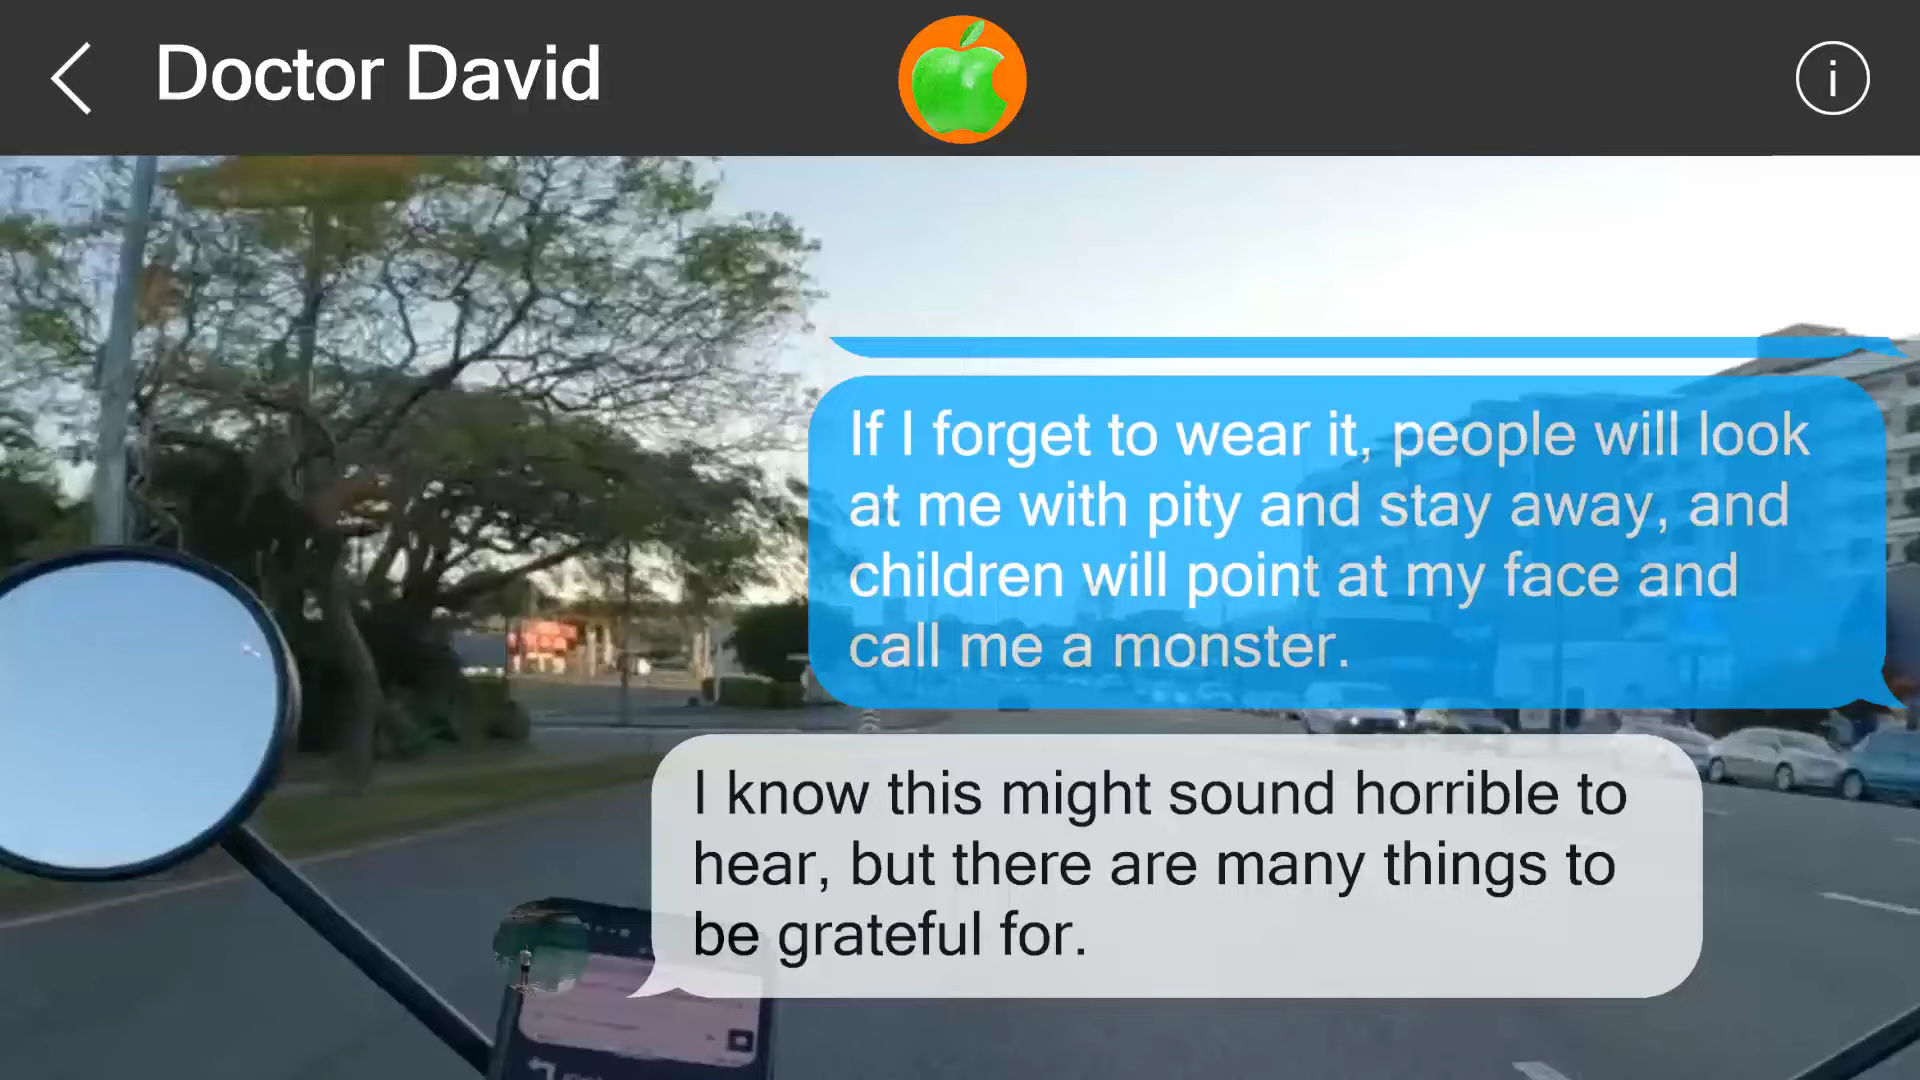 Doctor David
i
If I forget to wear it, people will look
at me with pity and stay away, and
children will point at my face and
call me a monster.
I know this might sound horrible to
hear, but there are many things to
be grateful for.